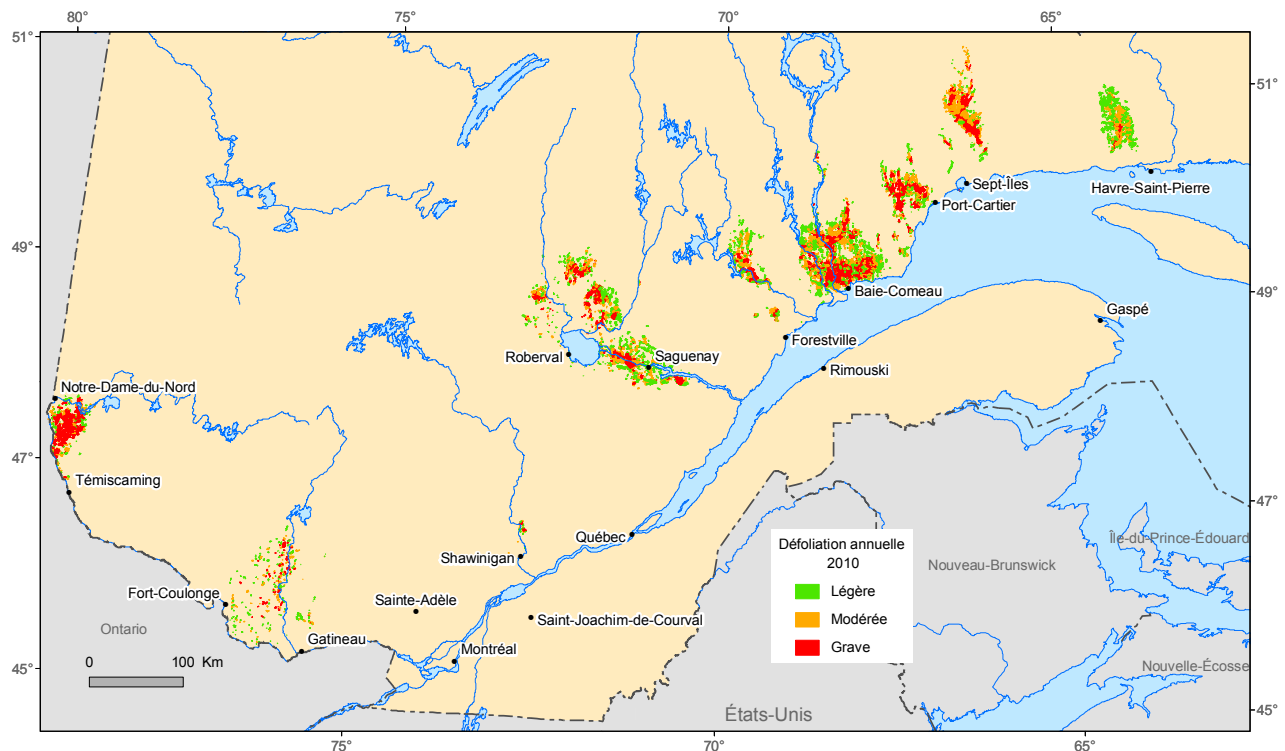 80°
75°
70°
65°
51°
51°
Sept-Îles
Havre-Saint-Pierre
Port-Cartier
49°
49°
Baie-Comeau
Gaspé
Forestville
Roberval
Saguenay
Rimouski
Notre-Dame-du-Nord
47°
47°
Témiscaming
Québec
Shawinigan
Fort-Coulonge
Sainte-Adèle
Saint-Joachim-de-Courval
Ontario
Gatineau
Montréal
0 100 Km
45°
45°
Défoliation annuelle
2010
Légère
Modérée
Grave
Île-du-Prince-Édouard
Nouveau-Brunswick
Nouvelle-Écosse
États-Unis
75°
70°
65°